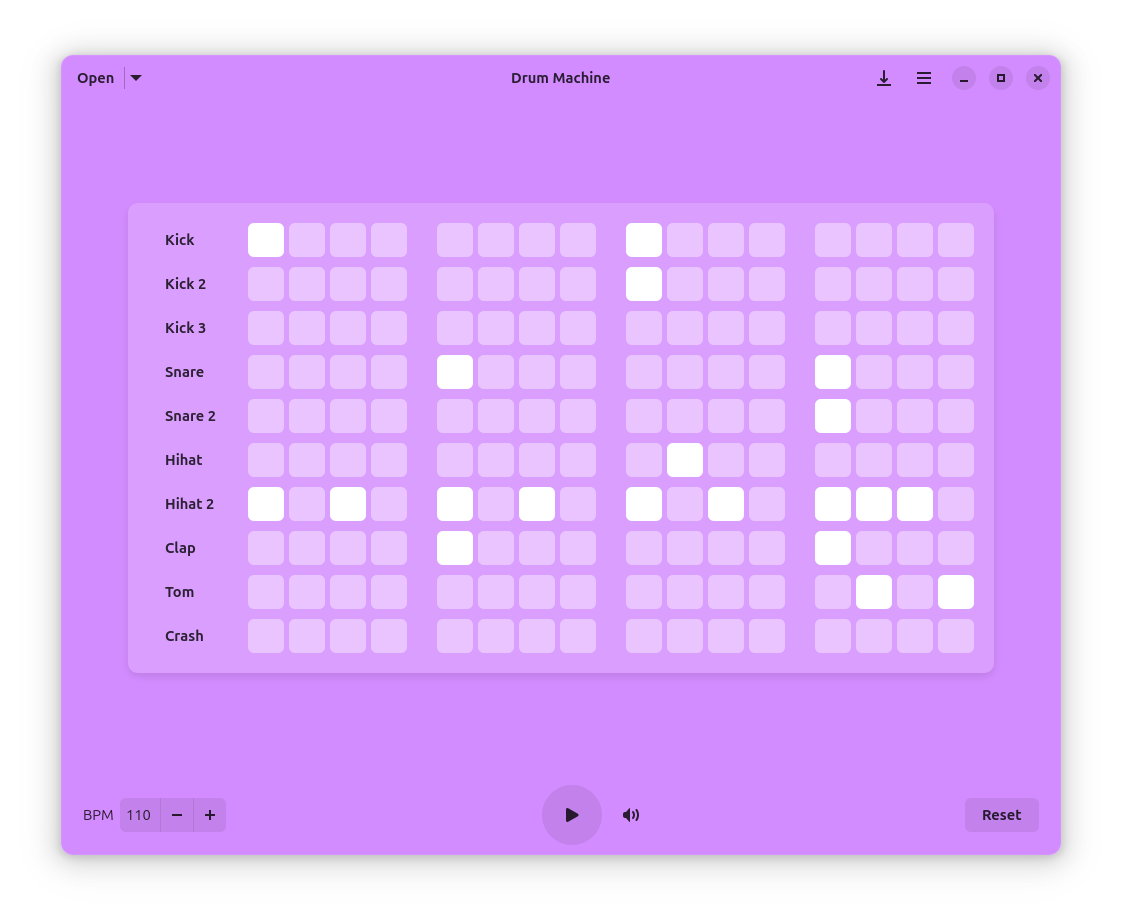 Open
Drum Machine
Kick
Kick 2
Kick 3
Snare
Snare 2
Hihat
Hihat 2
Clap
Tom
Crash
BPM 110
Reset